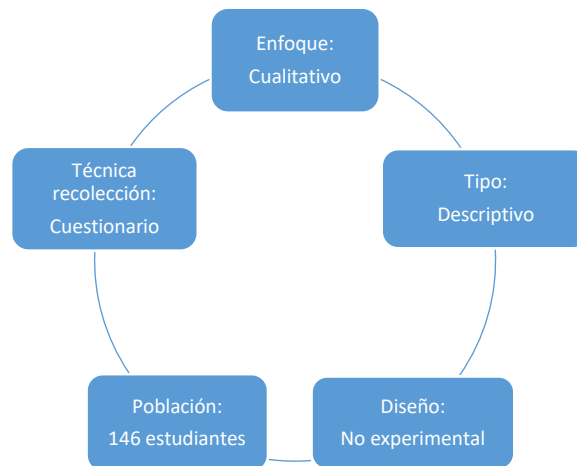 Enfoque:
Cualitativo
Tipo:
Descriptivo
Diseño:
No experimental
Población:
146 estudiantes
Técnica
recolección:
Cuestionario